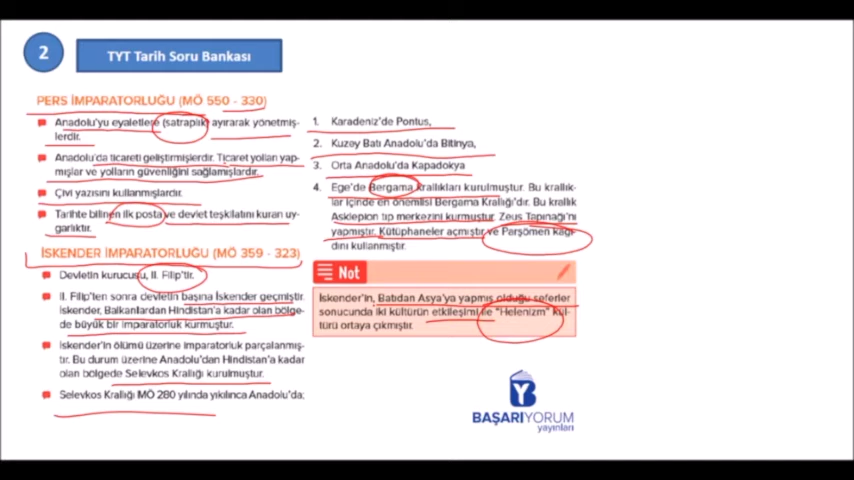 2
TYT Tarih Soru Bankası
PERS İMPARATORLUĞU (MÖ 550 - 330)
Anadolu'yu eyaletlere (satraplık) ayırarak yönetmiş-
lerdir.
Anadolu'da ticareti geliştirmişlerdir. Ticaret yolları yap-
mışlar ve yolların güvenliğini sağlamışlardır.
Çivi yazısını kullanmışlardır.
Tarihte bilinen ilk posta ve devlet teşkilatını kuran uy-
garlıktır.
İSKENDER İMPARATORLUĞU (MÖ 359 - 323)
Devletin kurucusu, II. Filip'tir.
II. Filip'ten sonra devletin başına İskender geçmiştir.
İskender, Balkanlardan Hindistan'a kadar olan bölge-
de büyük bir imparatorluk kurmuştur.
İskender'in ölümü üzerine imparatorluk parçalanmış-
tır. Bu durum üzerine Anadolu'dan Hindistan'a kadar
olan bölgede Selevkos Krallığı kurulmuştur.
Selevkos Krallığı MÖ 280 yılında yıkılınca Anadolu'da;
1. Karadeniz'de Pontus,
2. Kuzey Batı Anadolu'da Bitinya,
3. Orta Anadolu'da Kapadokya
4. Ege'de Bergama krallıkları kurulmuştur. Bu krallık-
lar içinde en önemlisi Bergama Krallığı'dır. Bu krallık
Asklepion tıp merkezini kurmuştur. Zeus Tapınağı'nı
yapmıştır. Kütüphaneler açmıştır ve Parşömen kağı-
dını kullanmıştır.
Not
İskender'in, Batıdan Asya'ya yapmış olduğu seferler
sonucunda iki kültürün etkileşimi ile "Helenizm" kül-
türü ortaya çıkmıştır.
BY
BAŞARIYORUM
yayınları